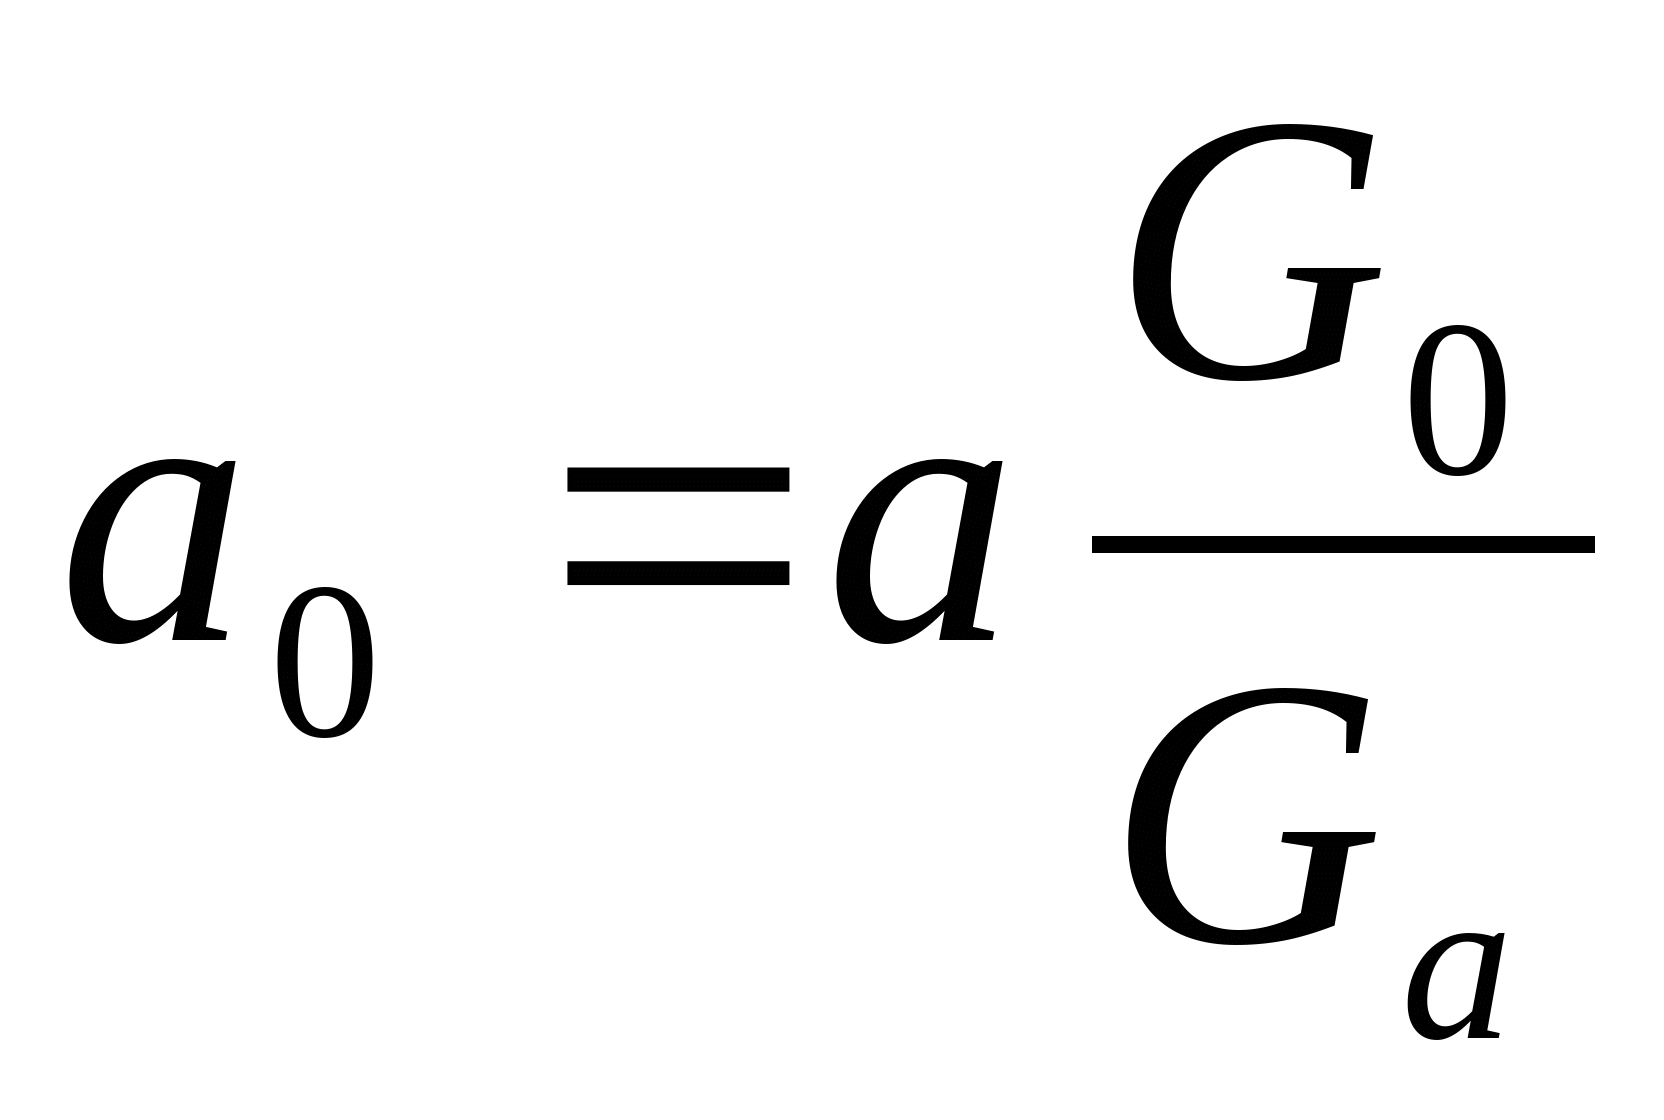 a₀ = a G₀/Gₐ